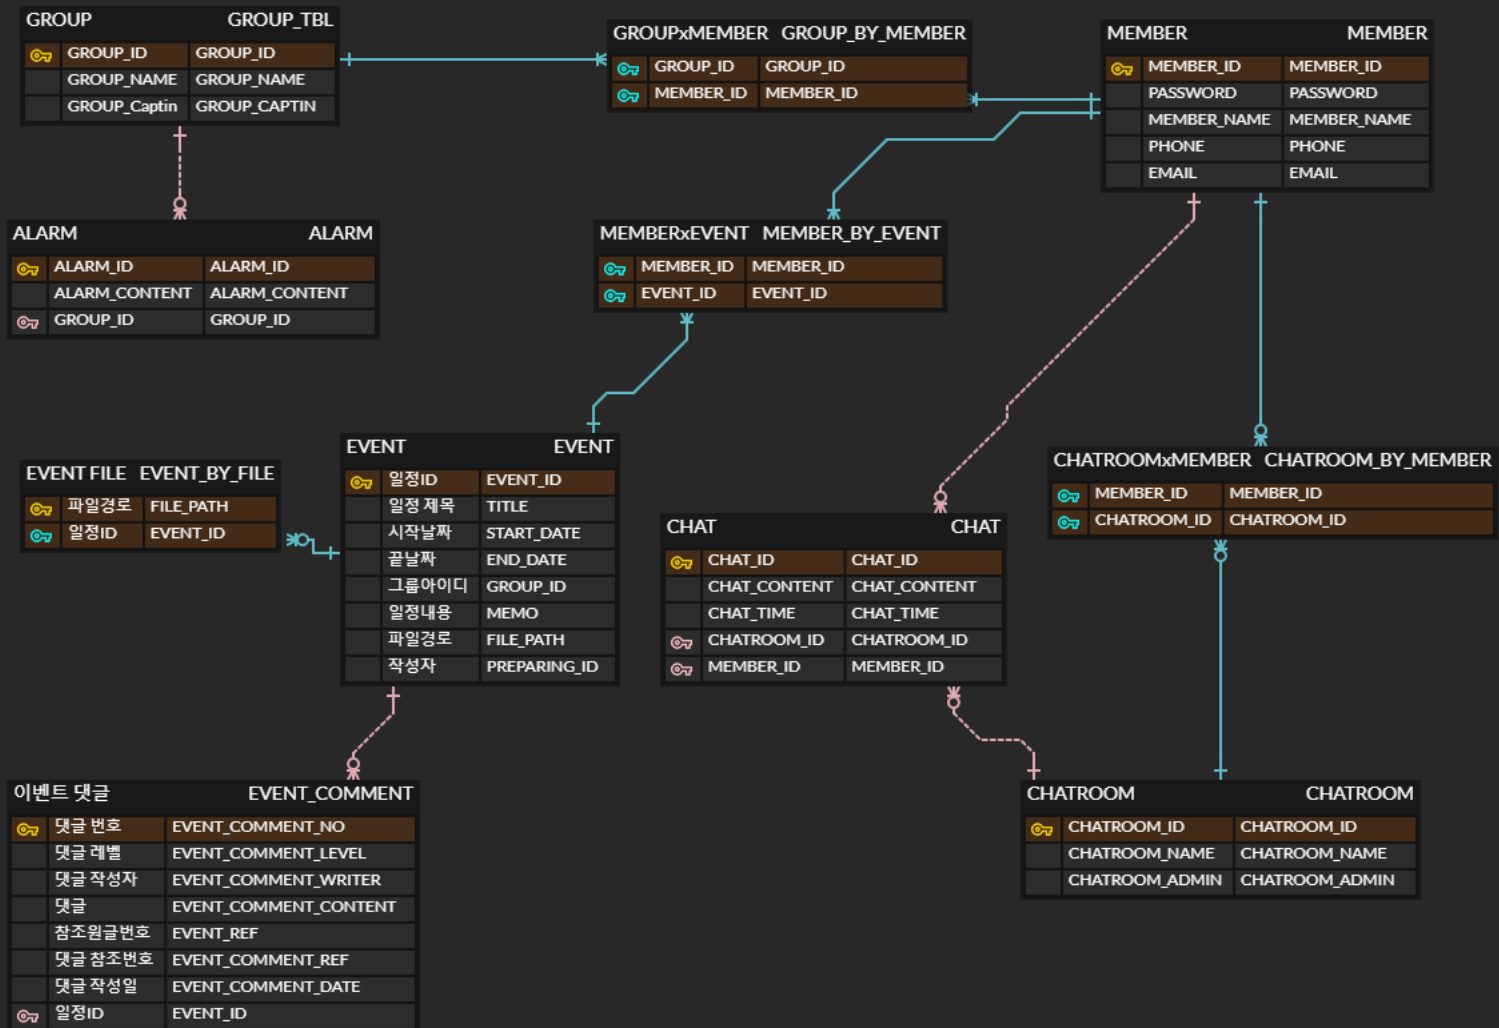 GROUP GROUP_TBL
GROUP_ID GROUP_ID
GROUP_NAME GROUP_NAME
GROUP_Captin GROUP_CAPTIN
GROUPxMEMBER GROUP_BY_MEMBER
GROUP_ID GROUP_ID
MEMBER_ID MEMBER_ID
MEMBER MEMBER
MEMBER_ID MEMBER_ID
PASSWORD PASSWORD
MEMBER_NAME MEMBER_NAME
PHONE PHONE
EMAIL EMAIL
ALARM ALARM
ALARM_ID ALARM_ID
ALARM_CONTENT ALARM_CONTENT
GROUP_ID GROUP_ID
MEMBERxEVENT MEMBER_BY_EVENT
MEMBER_ID MEMBER_ID
EVENT_ID EVENT_ID
EVENT FILE EVENT_BY_FILE
파일경로 FILE_PATH
일정ID EVENT_ID
EVENT EVENT
일정ID EVENT_ID
일정 제목 TITLE
시작날짜 START_DATE
끝날짜 END_DATE
그룹아이디 GROUP_ID
일정내용 MEMO
파일경로 FILE_PATH
작성자 PREPARING_ID
CHAT CHAT
CHAT_ID CHAT_ID
CHAT_CONTENT CHAT_CONTENT
CHAT_TIME CHAT_TIME
CHATROOM_ID CHATROOM_ID
MEMBER_ID MEMBER_ID
CHATROOMxMEMBER CHATROOM_BY_MEMBER
MEMBER_ID MEMBER_ID
CHATROOM_ID CHATROOM_ID
이벤트 댓글 EVENT_COMMENT
댓글 번호 EVENT_COMMENT_NO
댓글 레벨 EVENT_COMMENT_LEVEL
댓글 작성자 EVENT_COMMENT_WRITER
댓글 EVENT_COMMENT_CONTENT
참조원글번호 EVENT_REF
댓글 참조번호 EVENT_COMMENT_REF
댓글 작성일 EVENT_COMMENT_DATE
일정ID EVENT_ID
CHATROOM CHATROOM
CHATROOM_ID CHATROOM_ID
CHATROOM_NAME CHATROOM_NAME
CHATROOM_ADMIN CHATROOM_ADMIN